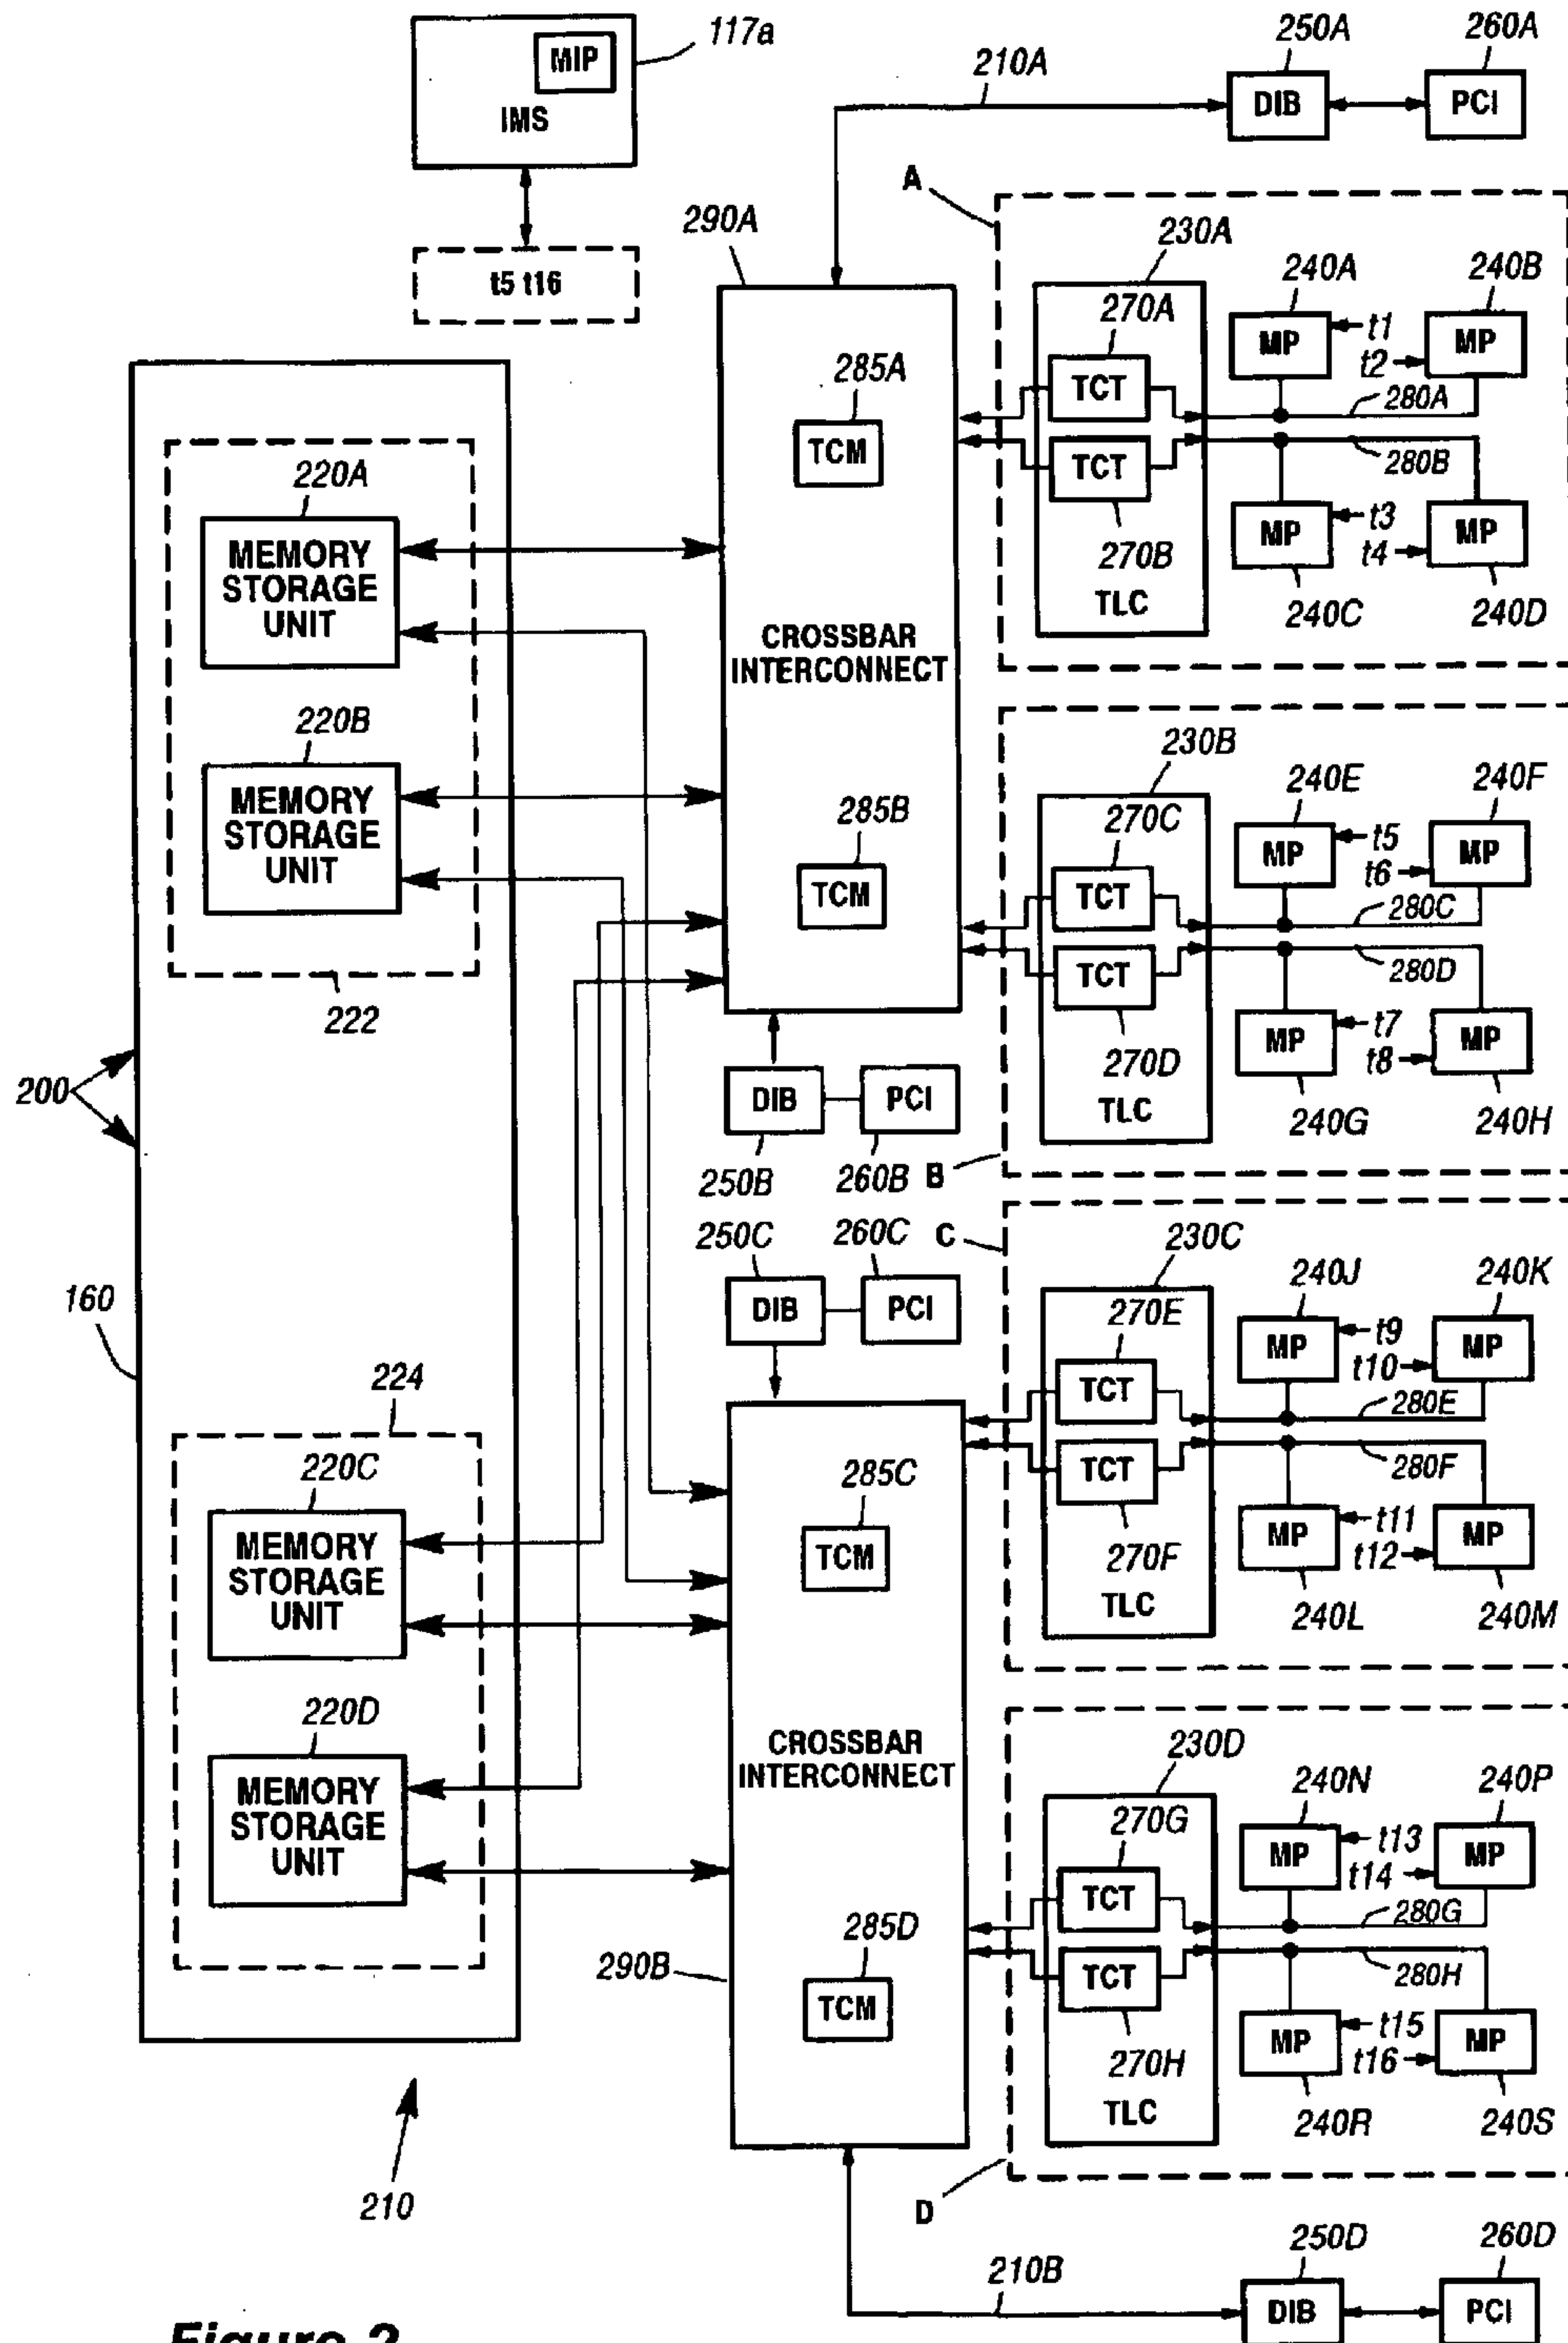 117a
MIP
IMS
t5 t16
210A
250A
DIB
260A
PCI
290A
285A
TCM
CROSSBAR
INTERCONNECT
285B
TCM
A
230A
270A
TCT
TCT
270B
TLC
240A
MP
t1
t2
240B
MP
280A
280B
MP
t3
t4
MP
240C
240D
220A
MEMORY
STORAGE
UNIT
220B
MEMORY
STORAGE
UNIT
222
200
160
230B
270C
TCT
TCT
270D
TLC
240E
MP
t5
t6
240F
MP
280C
280D
MP
t7
t8
MP
240G
240H
B
DIB
PCI
250B
260B
250C
260C
DIB
PCI
C
230C
270E
TCT
TCT
270F
TLC
240J
MP
t9
t10
240K
MP
280E
280F
MP
t11
t12
MP
240L
240M
224
220C
MEMORY
STORAGE
UNIT
220D
MEMORY
STORAGE
UNIT
285C
TCM
CROSSBAR
INTERCONNECT
285D
TCM
290B
230D
270G
TCT
TCT
270H
TLC
240N
MP
t13
t14
240P
MP
280G
280H
MP
t15
t16
MP
240R
240S
D
210
210B
250D
DIB
260D
PCI
Figure 2